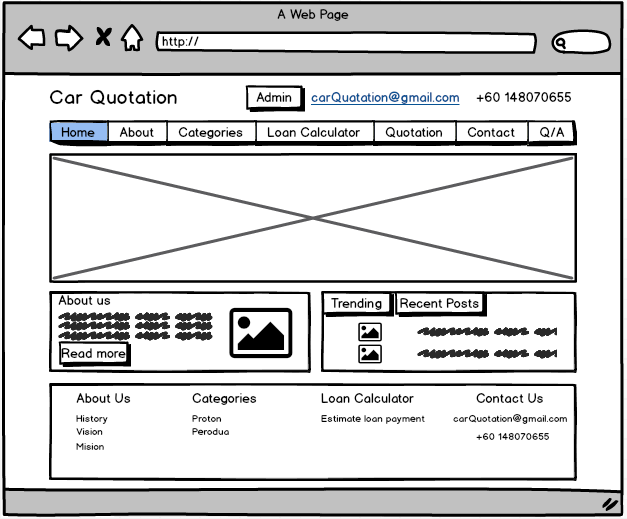 A Web Page
http://
Car Quotation Admin carQuatation@gmail.com +60 148070655
Home About Categories Loan Calculator Quotation Contact Q/A
About us
Read more
Trending Recent Posts
About Us Categories Loan Calculator Contact Us
History Proton Estimate loan payment carQuotation@gmail.com
Vision Perodua +60 148070655
Mision